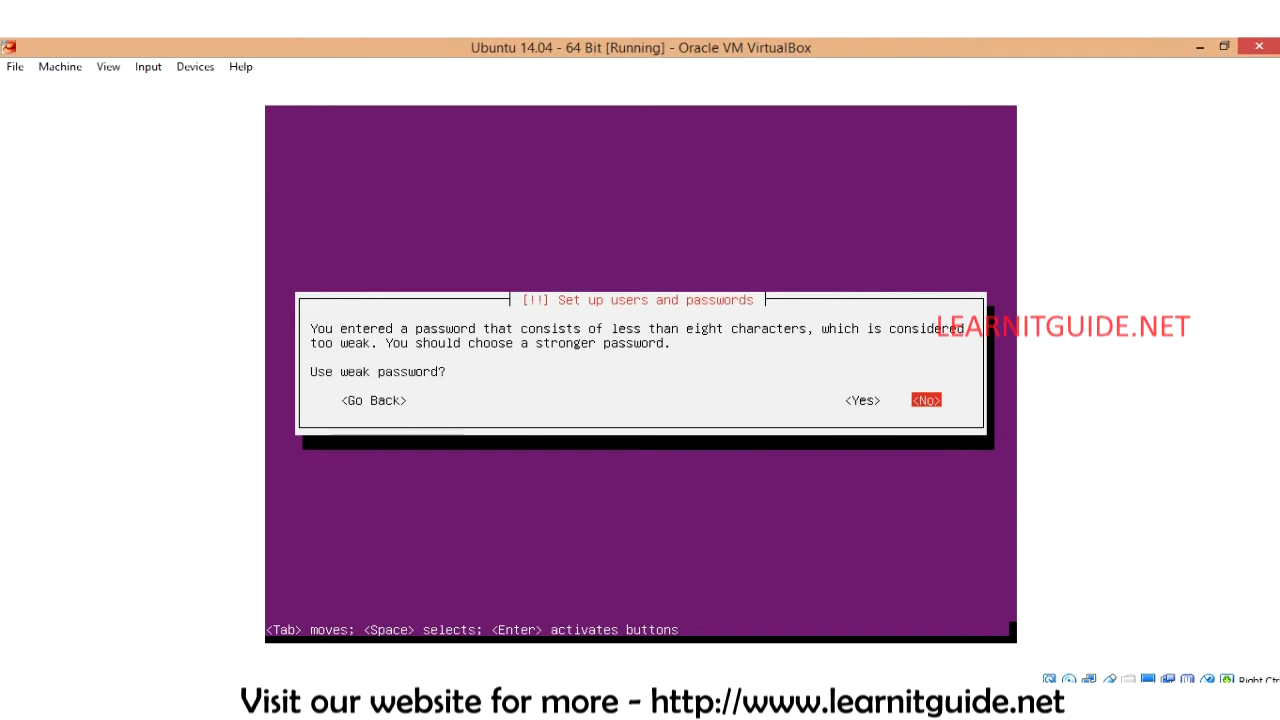 Ubuntu 14.04 - 64 Bit [Running] - Oracle VM VirtualBox
File Machine View Input Devices Help
[!!] Set up users and passwords
You entered a password that consists of less than eight characters, which is considered
too weak. You should choose a stronger password.
LEARNITGUIDE.NET
Use weak password?
<Go Back> <Yes> <No>
<Tab> moves; <Space> selects; <Enter> activates buttons
Right Ctr
Visit our website for more - http://www.learnitguide.net